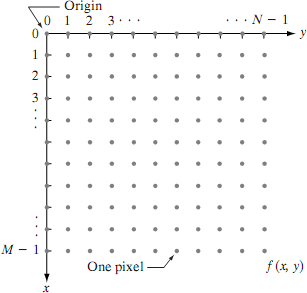 Origin
0 1 2 3 · · · · · · N − 1
y
0
1
2
3
·
·
·
·
·
·
M − 1
One pixel
f (x, y)
x